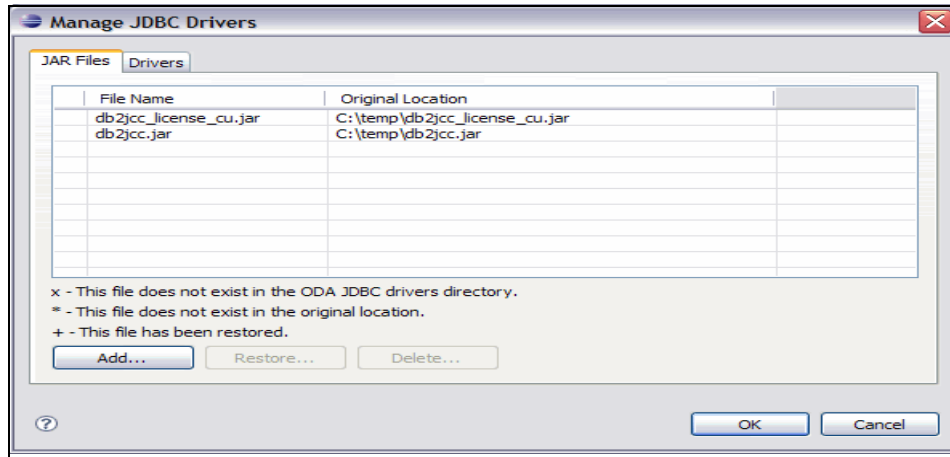 Manage JDBC Drivers
JAR Files Drivers
File Name Original Location
db2jcc_license_cu.jar C:\temp\db2jcc_license_cu.jar
db2jcc.jar C:\temp\db2jcc.jar
x - This file does not exist in the ODA JDBC drivers directory.
* - This file does not exist in the original location.
+ - This file has been restored.
Add... Restore... Delete...
? OK Cancel